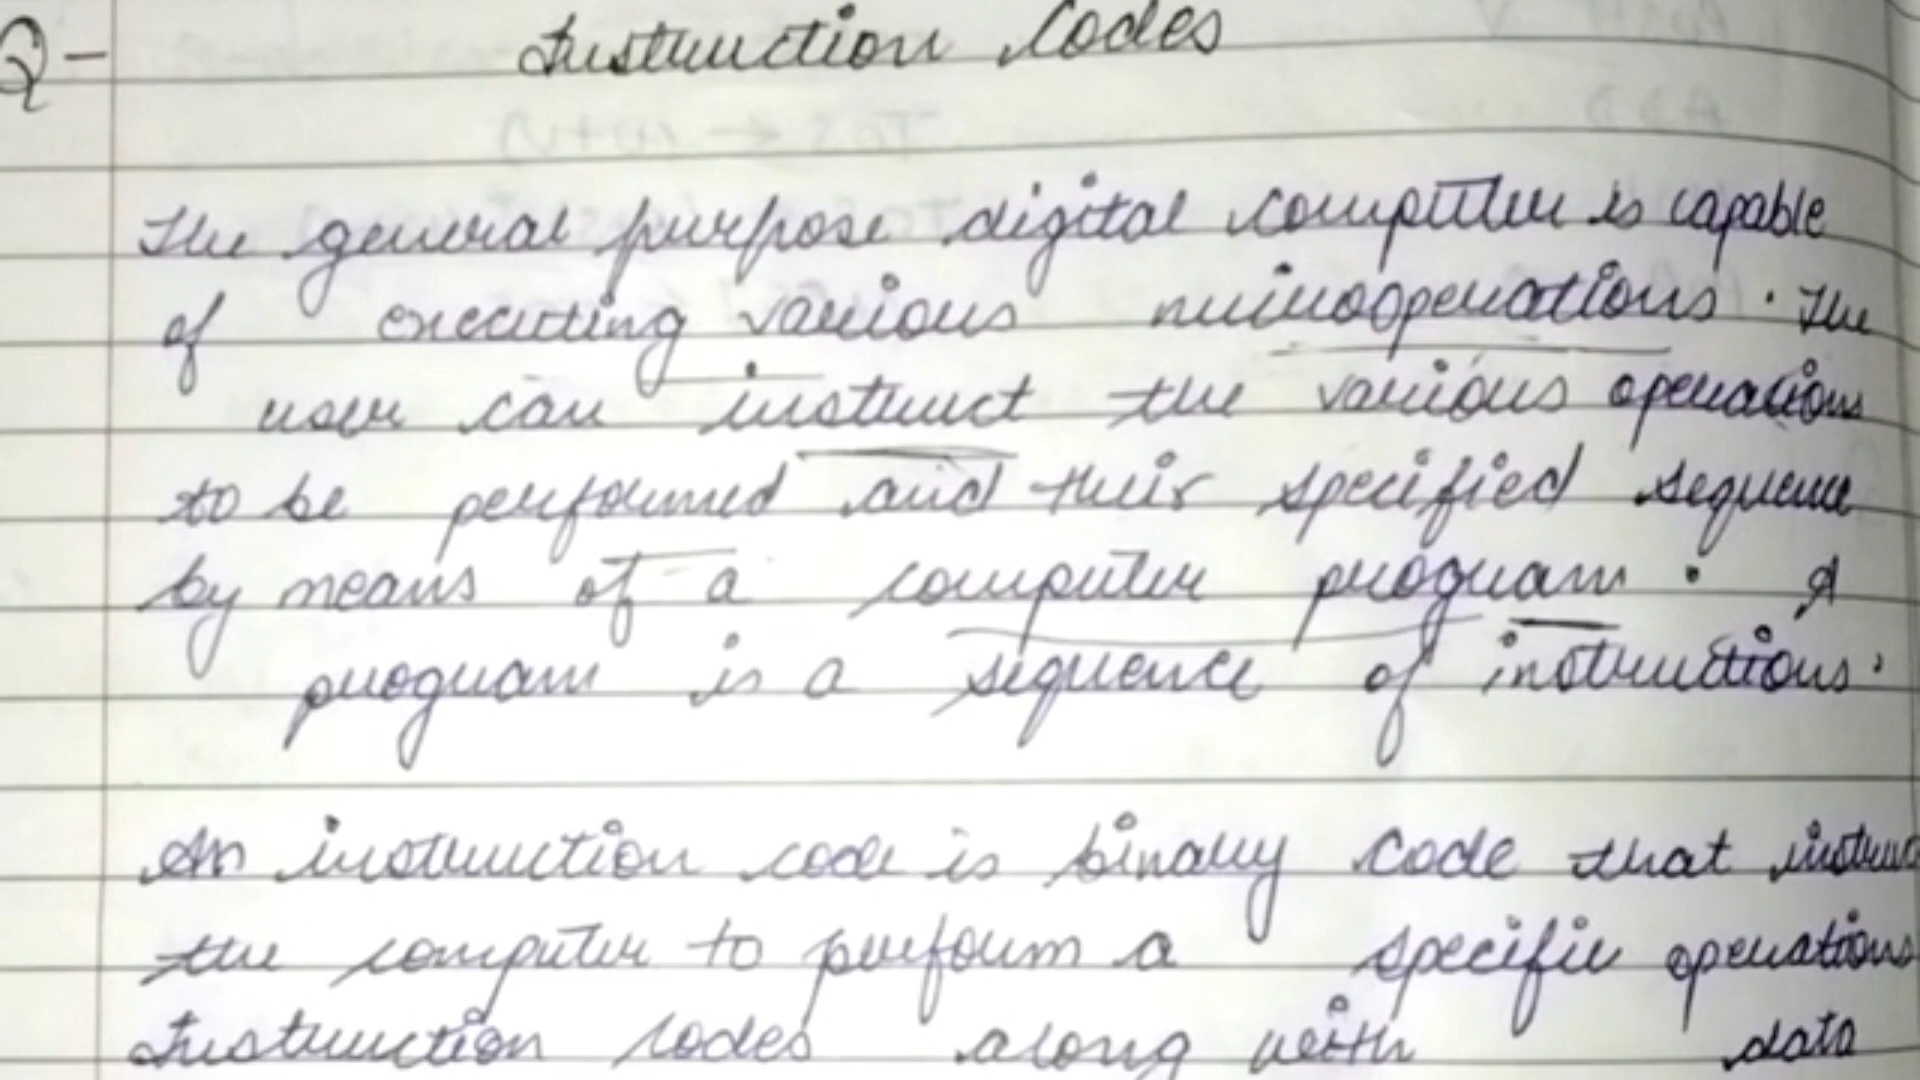 Q- Instruction Codes
The general purpose digital computer is capable
of executing various microoperations. The
user can instruct the various operations
to be performed and their specified sequence
by means of a computer program. A
program is a sequence of instructions.
An instruction code is binary code that instruc
the computer to perform a specific operations
Instruction codes along with data